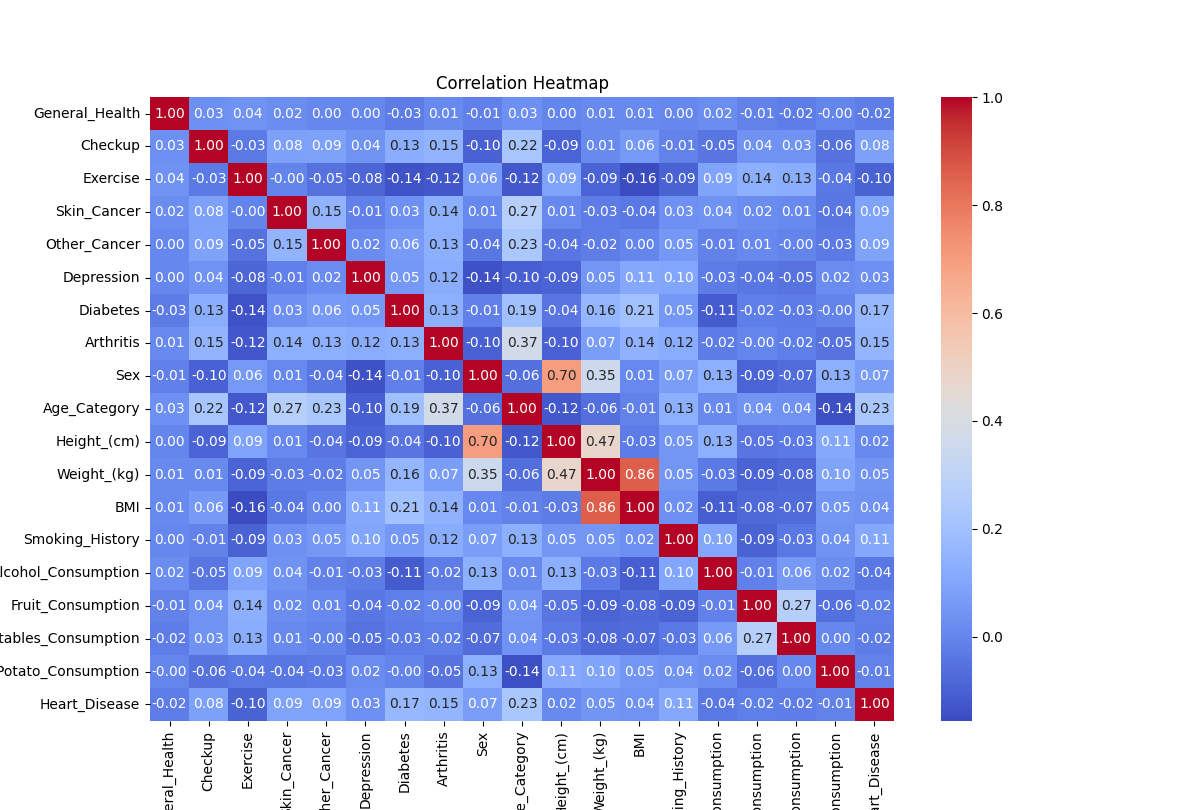 Correlation Heatmap
General_Health 1.00 0.03 0.04 0.02 0.00 0.00 -0.03 0.01 -0.01 0.03 0.00 0.01 0.01 0.00 0.02 -0.01 -0.02 -0.00 -0.02
Checkup 0.03 1.00 -0.03 0.08 0.09 0.04 0.13 0.15 -0.10 0.22 -0.09 0.01 0.06 -0.01 -0.05 0.04 0.03 -0.06 0.08
Exercise 0.04 -0.03 1.00 -0.00 -0.05 -0.08 -0.14 -0.12 0.06 -0.12 0.09 -0.09 -0.16 -0.09 0.09 0.14 0.13 -0.04 -0.10
Skin_Cancer 0.02 0.08 -0.00 1.00 0.15 -0.01 0.03 0.14 0.01 0.27 0.01 -0.03 -0.04 0.03 0.04 0.02 0.01 -0.04 0.09
Other_Cancer 0.00 0.09 -0.05 0.15 1.00 0.02 0.06 0.13 -0.04 0.23 -0.04 -0.02 0.00 0.05 -0.01 0.01 -0.00 -0.03 0.09
Depression 0.00 0.04 -0.08 -0.01 0.02 1.00 0.05 0.12 -0.14 -0.10 -0.09 0.05 0.11 0.10 -0.03 -0.04 -0.05 0.02 0.03
Diabetes -0.03 0.13 -0.14 0.03 0.06 0.05 1.00 0.13 -0.01 0.19 -0.04 0.16 0.21 0.05 -0.11 -0.02 -0.03 -0.00 0.17
Arthritis 0.01 0.15 -0.12 0.14 0.13 0.12 0.13 1.00 -0.10 0.37 -0.10 0.07 0.14 0.12 -0.02 -0.00 -0.02 -0.05 0.15
Sex -0.01 -0.10 0.06 0.01 -0.04 -0.14 -0.01 -0.10 1.00 -0.06 0.70 0.35 0.01 0.07 0.13 -0.09 -0.07 0.13 0.07
Age_Category 0.03 0.22 -0.12 0.27 0.23 -0.10 0.19 0.37 -0.06 1.00 -0.12 -0.06 -0.01 0.13 0.01 0.04 0.04 -0.14 0.23
Height_(cm) 0.00 -0.09 0.09 0.01 -0.04 -0.09 -0.04 -0.10 0.70 -0.12 1.00 0.47 -0.03 0.05 0.13 -0.05 -0.03 0.11 0.02
Weight_(kg) 0.01 0.01 -0.09 -0.03 -0.02 0.05 0.16 0.07 0.35 -0.06 0.47 1.00 0.86 0.05 -0.03 -0.09 -0.08 0.10 0.05
BMI 0.01 0.06 -0.16 -0.04 0.00 0.11 0.21 0.14 0.01 -0.01 -0.03 0.86 1.00 0.02 -0.11 -0.08 -0.07 0.05 0.04
Smoking_History 0.00 -0.01 -0.09 0.03 0.05 0.10 0.05 0.12 0.07 0.13 0.05 0.05 0.02 1.00 0.10 -0.09 -0.03 0.04 0.11
lcohol_Consumption 0.02 -0.05 0.09 0.04 -0.01 -0.03 -0.11 -0.02 0.13 0.01 0.13 -0.03 -0.11 0.10 1.00 -0.01 0.06 0.02 -0.04
Fruit_Consumption -0.01 0.04 0.14 0.02 0.01 -0.04 -0.02 -0.00 -0.09 0.04 -0.05 -0.09 -0.08 -0.09 -0.01 1.00 0.27 -0.06 -0.02
tables_Consumption -0.02 0.03 0.13 0.01 -0.00 -0.05 -0.03 -0.02 -0.07 0.04 -0.03 -0.08 -0.07 -0.03 0.06 0.27 1.00 0.00 -0.02
Potato_Consumption -0.00 -0.06 -0.04 -0.04 -0.03 0.02 -0.00 -0.05 0.13 -0.14 0.11 0.10 0.05 0.04 0.02 -0.06 0.00 1.00 -0.01
Heart_Disease -0.02 0.08 -0.10 0.09 0.09 0.03 0.17 0.15 0.07 0.23 0.02 0.05 0.04 0.11 -0.04 -0.02 -0.02 -0.01 1.00
eral_Health
Checkup
Exercise
kin_Cancer
her_Cancer
Depression
Diabetes
Arthritis
Sex
e_Category
Height_(cm)
Weight_(kg)
BMI
ing_History
onsumption
onsumption
onsumption
onsumption
art_Disease
1.0
0.8
0.6
0.4
0.2
0.0